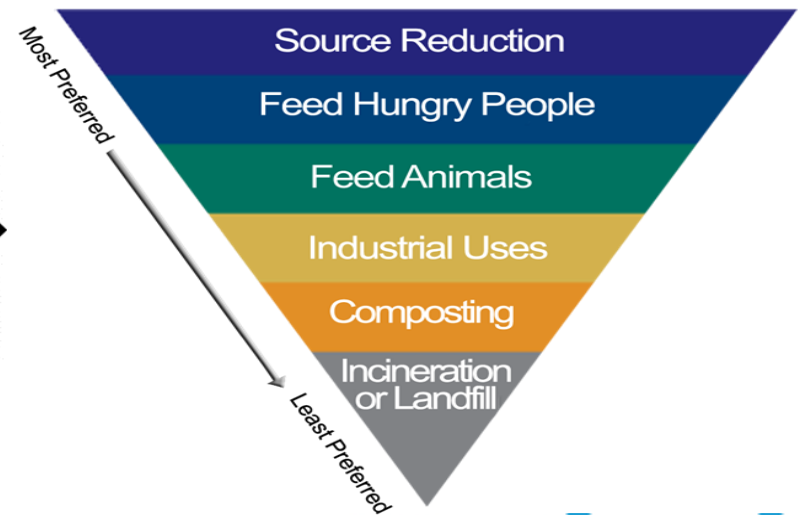 Most Preferred
Source Reduction
Feed Hungry People
Feed Animals
Industrial Uses
Composting
Incineration
or Landfill
Least Preferred